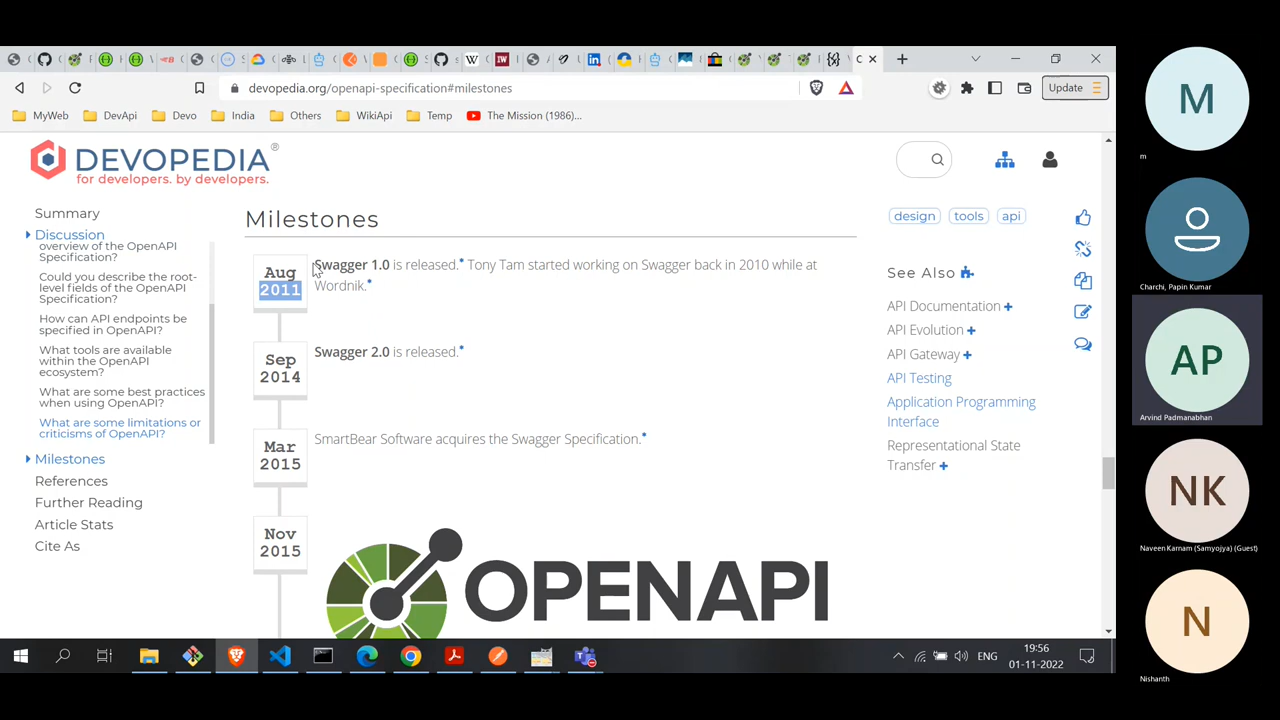 devopedia.org/openapi-specification#milestones
Update
MyWeb
DevApi
Devo
India
Others
WikiApi
Temp
The Mission (1986)...
DEVOPEDIA®
for developers. by developers.
Summary
Discussion
overview of the OpenAPI
Specification?
Could you describe the root-
level fields of the OpenAPI
Specification?
How can API endpoints be
specified in OpenAPI?
What tools are available
within the OpenAPI
ecosystem?
What are some best practices
when using OpenAPI?
What are some limitations or
criticisms of OpenAPI?
Milestones
References
Further Reading
Article Stats
Cite As
Milestones
Aug
2011
Swagger 1.0 is released.* Tony Tam started working on Swagger back in 2010 while at
Wordnik.*
Sep
2014
Swagger 2.0 is released.*
Mar
2015
SmartBear Software acquires the Swagger Specification.*
Nov
2015
OPENAPI
design
tools
api
See Also
API Documentation +
API Evolution +
API Gateway +
API Testing
Application Programming
Interface
Representational State
Transfer +
ENG
19:56
01-11-2022
M
m
Charchi, Papin Kumar
AP
Arvind Padmanabhan
NK
Naveen Karnam (Samyojya) (Guest)
N
Nishanth